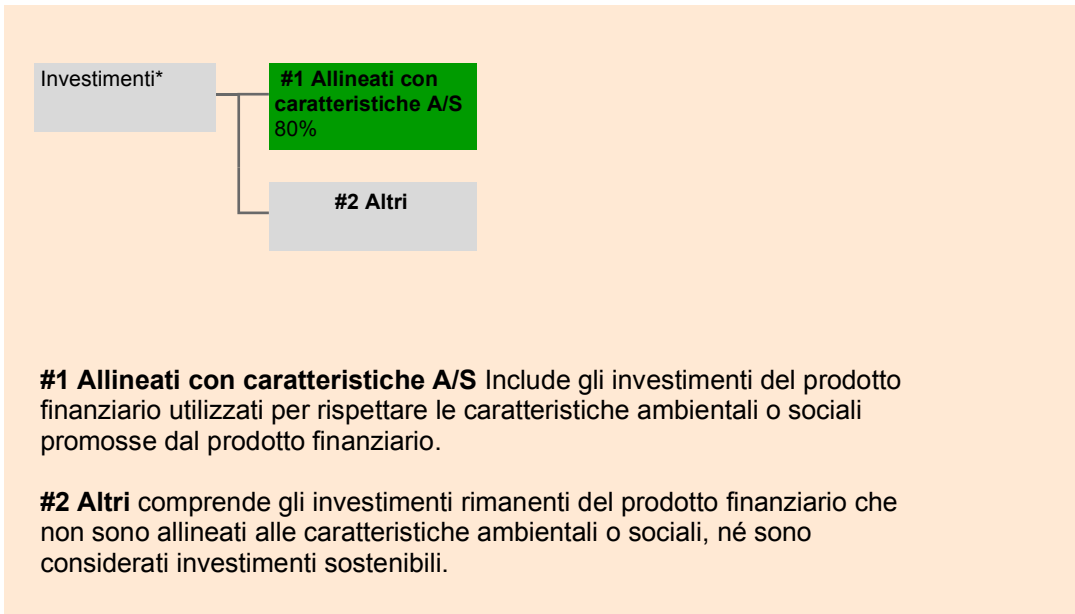 Investimenti*
#1 Allineati con
caratteristiche A/S
80%
#2 Altri
#1 Allineati con caratteristiche A/S Include gli investimenti del prodotto
finanziario utilizzati per rispettare le caratteristiche ambientali o sociali
promosse dal prodotto finanziario.
#2 Altri comprende gli investimenti rimanenti del prodotto finanziario che
non sono allineati alle caratteristiche ambientali o sociali, né sono
considerati investimenti sostenibili.